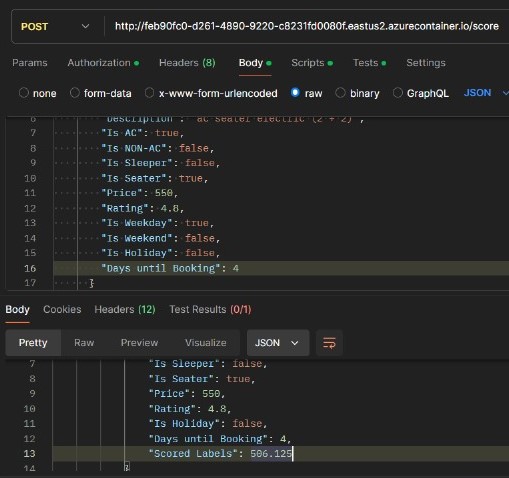 POST http://feb90fc0-d261-4890-9220-c8231fd0080f.eastus2.azurecontainer.io/score
Params Authorization Headers (8) Body Scripts Tests Settings
none form-data x-www-form-urlencoded raw binary GraphQL JSON
6 "Description": "ac seater electric (2 + 2)",
7 "Is AC": true,
8 "Is NON-AC": false,
9 "Is Sleeper": false,
10 "Is Seater": true,
11 "Price": 550,
12 "Rating": 4.8,
13 "Is Weekday": true,
14 "Is Weekend": false,
15 "Is Holiday": false,
16 "Days until Booking": 4
17 }
Body Cookies Headers (12) Test Results (0/1)
Pretty Raw Preview Visualize JSON
7 "Is Sleeper": false,
8 "Is Seater": true,
9 "Price": 550,
10 "Rating": 4.8,
11 "Is Holiday": false,
12 "Days until Booking": 4,
13 "Scored Labels": 506.125
14 }